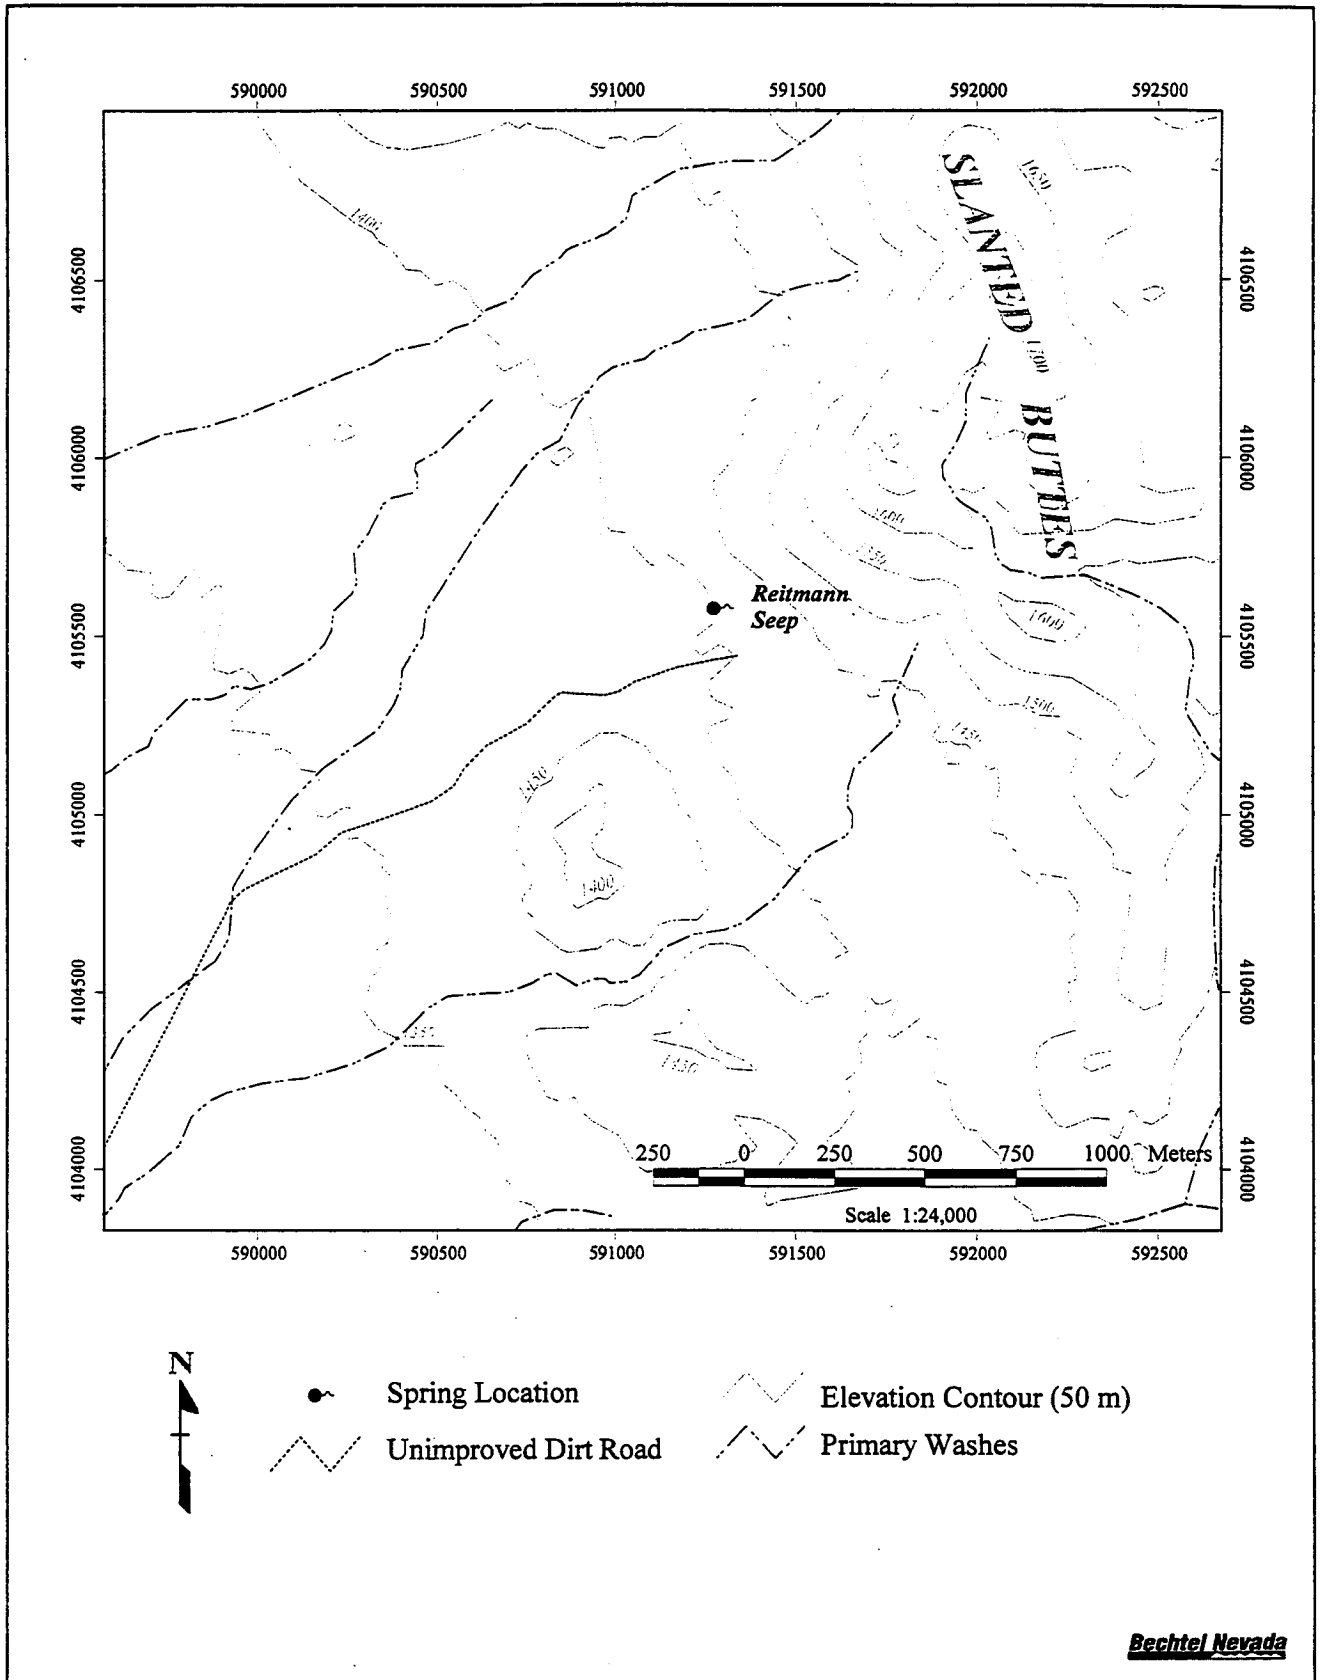 590000 590500 591000 591500 592000 592500
SLANTED BUTTES
1650
1400
4106500
4106500
1700
4106000
4106000
1600
1550
Reitmann
Seep
4105500
4105500
1600
1500
1450
1450
4105000
4105000
1400
4104500
4104500
1450
4104000
4104000
250 0 250 500 750 1000 Meters
Scale 1:24,000
590000 590500 591000 591500 592000 592500
N
Spring Location
Elevation Contour (50 m)
Unimproved Dirt Road
Primary Washes
Bechtel Nevada